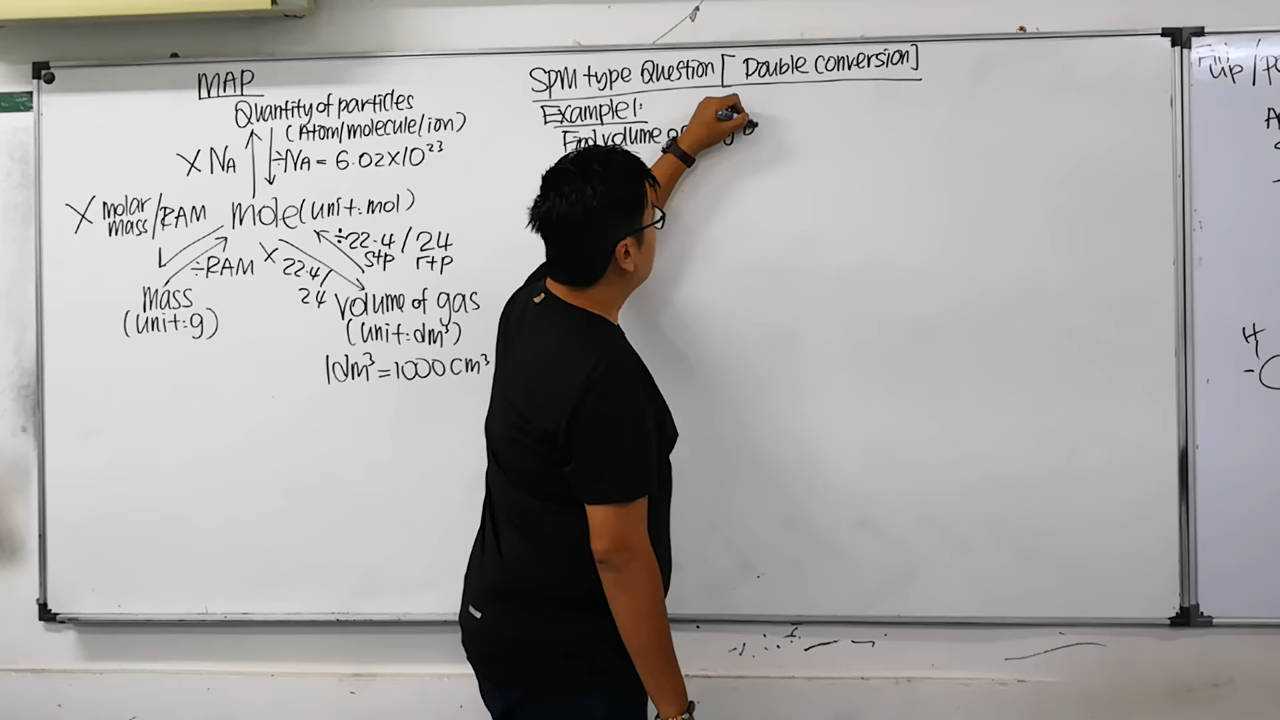 MAP
Quantity of particles
(Atom/molecule/ion)
X NA
÷NA = 6.02X10²³
X molar mass/RAM
mole(unit:mol)
÷22.4/24
stp rtp
÷RAM
X 22.4/
24
mass
(unit:g)
volume of gas
(unit:dm³)
1dm³=1000cm³
SPM type Question [Double conversion]
Example 1:
Find volume
up/
H